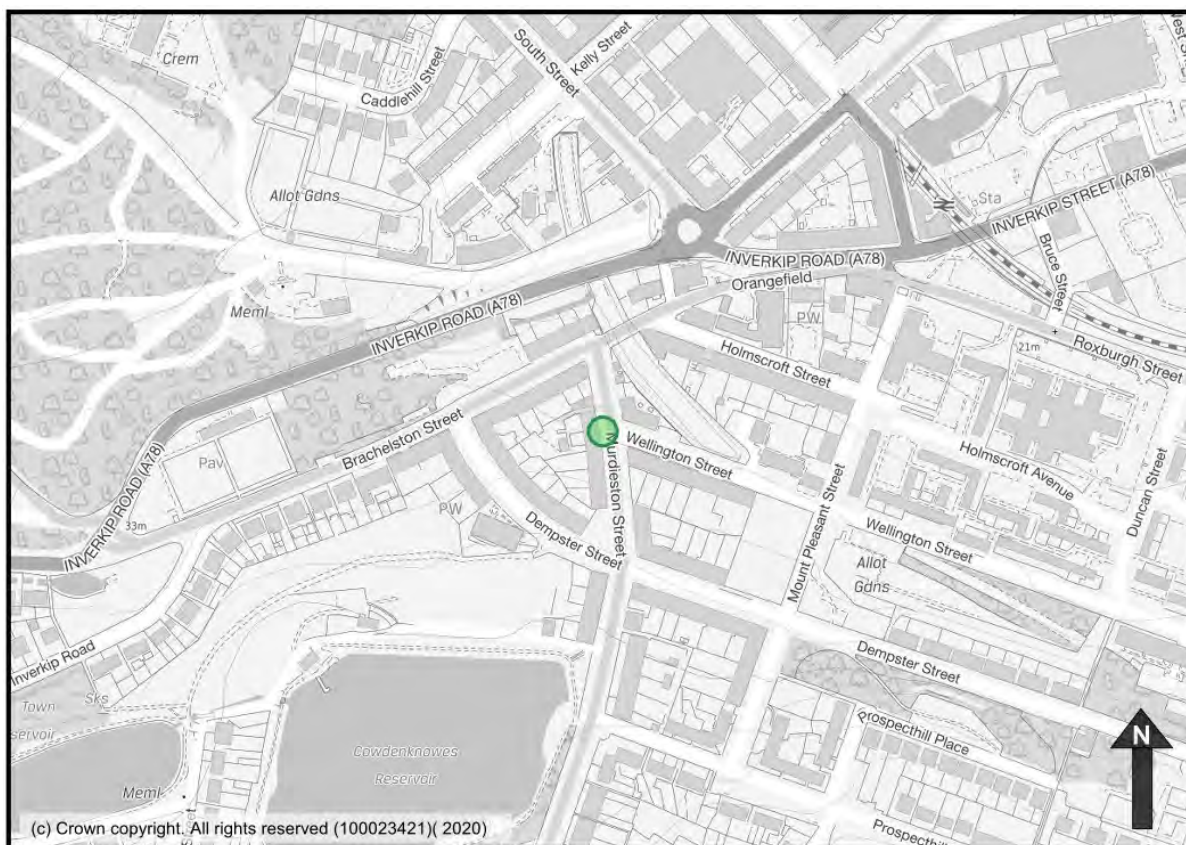 Crem
South Street
Kelly Street
Caddlehill Street
Allot Gdns
Sta
INVERKIP STREET (A78)
Bruce Street
INVERKIP ROAD (A78)
Orangefield
Meml
INVERKIP ROAD (A78)
PW
Roxburgh Street
21m
Holmscroft Street
Brachelston Street
Wellington Street
Murdieston Street
Holmscroft Avenue
Duncan Street
Pav
33m
INVERKIP ROAD (A78)
PW
Dempster Street
Mount Pleasant Street
Wellington Street
Allot
Gdns
Inverkip Road
Dempster Street
Sks
Town
servoir
Prospecthill Place
Cowdenknowes
Reservoir
N
Meml
Street
Prospecthill
(c) Crown copyright. All rights reserved (100023421)( 2020)